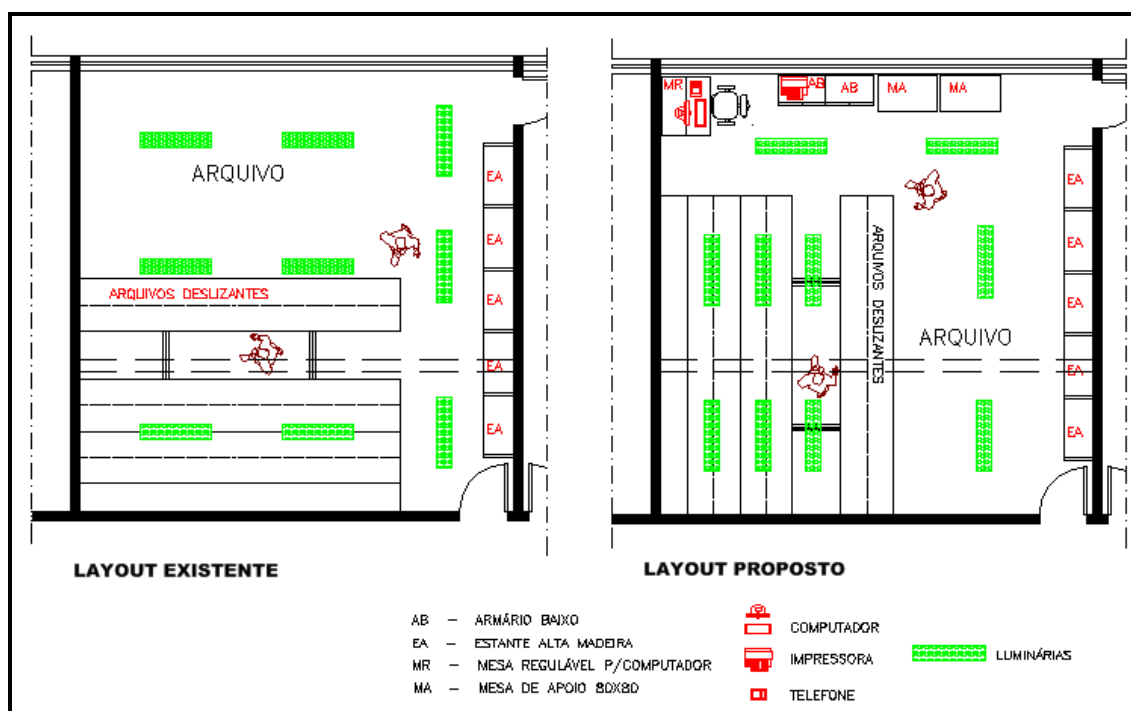 ARQUIVO
EA
EA
EA
EA
EA
ARQUIVOS DESLIZANTES
LAYOUT EXISTENTE
MR
AB
AB
MA
MA
EA
EA
EA
EA
EA
ARQUIVOS DESLIZANTES
ARQUIVO
LAYOUT PROPOSTO
AB – ARMÁRIO BAIXO
EA – ESTANTE ALTA MADEIRA
MR – MESA REGULÁVEL P/COMPUTADOR
MA – MESA DE APOIO 80X80
COMPUTADOR
IMPRESSORA
TELEFONE
LUMINÁRIAS